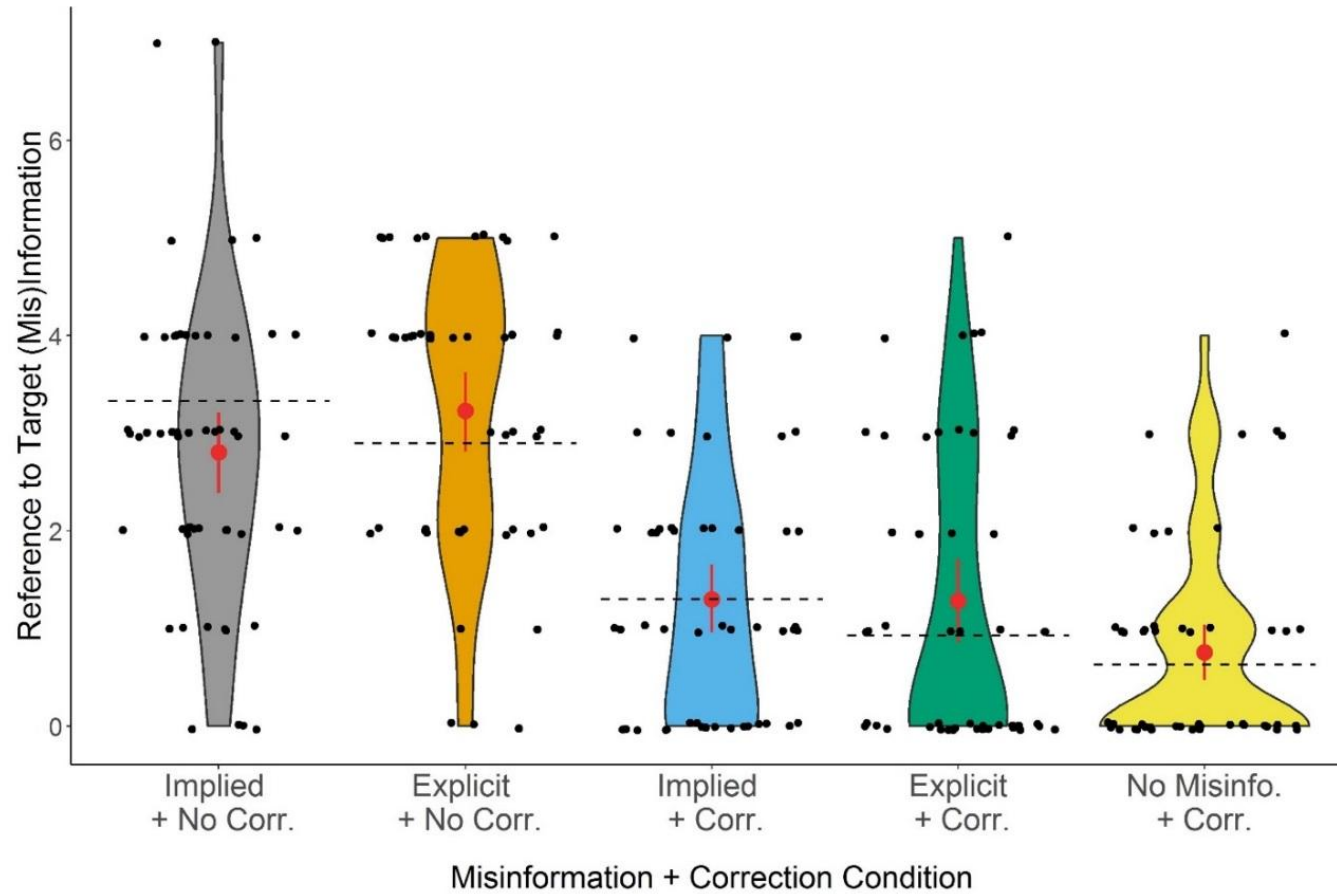 Reference to Target (Mis)Information
6
4
2
0
Implied
+ No Corr.
Explicit
+ No Corr.
Implied
+ Corr.
Explicit
+ Corr.
No Misinfo.
+ Corr.
Misinformation + Correction Condition